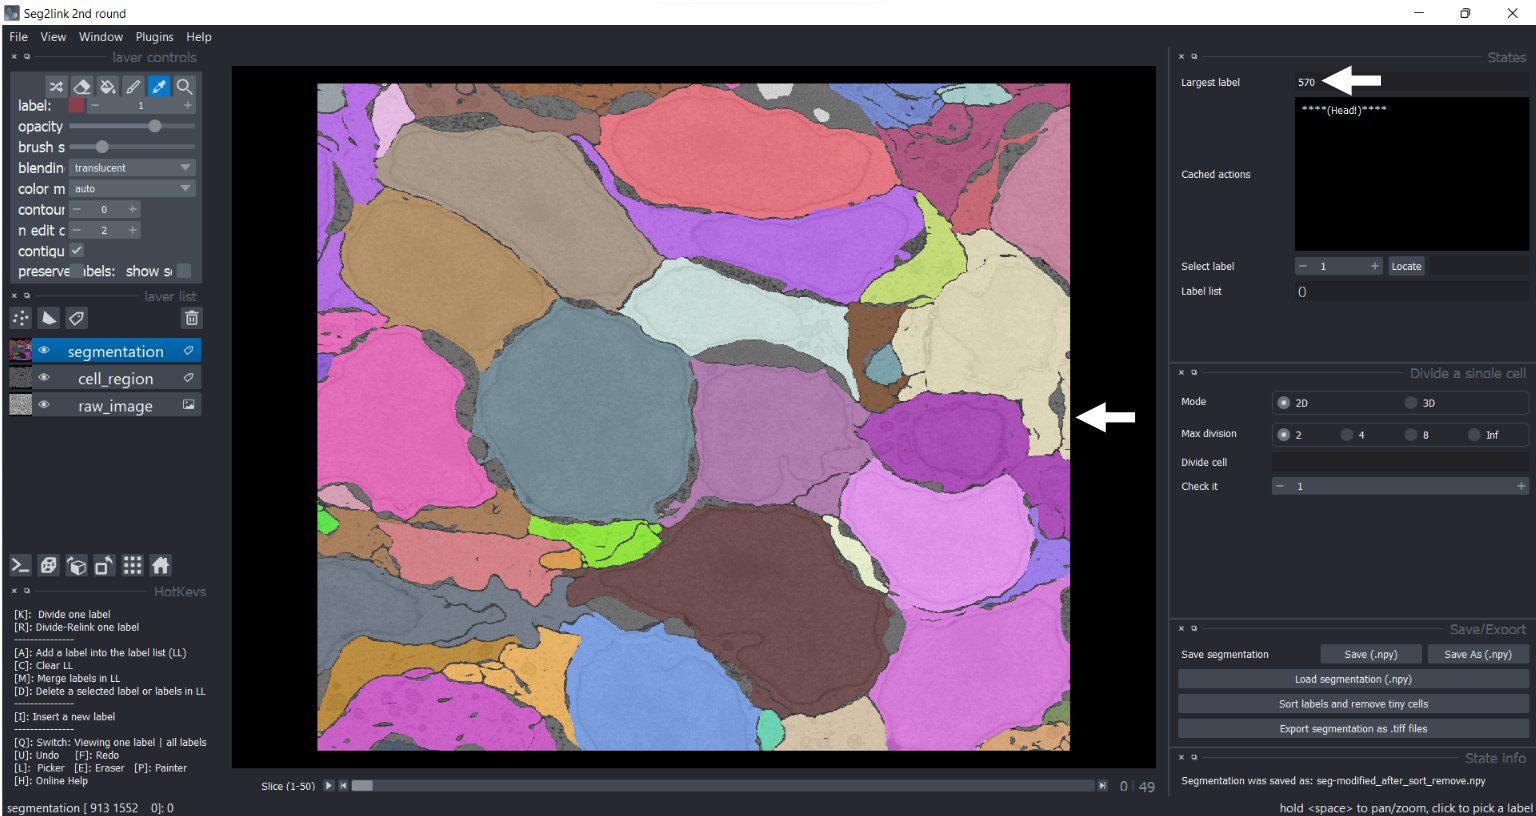 Seg2link 2nd round
File View Window Plugins Help
layer controls
label: 1
opacity
brush s
blendin translucent
color m auto
contour 0
n edit c 2
contiqu
preserve labels: show s
layer list
segmentation
cell_region
raw_image
HotKeys
[K]: Divide one label
[R]: Divide-Relink one label
---------------
[A]: Add a label into the label list (LL)
[C]: Clear LL
[M]: Merge labels in LL
[D]: Delete a selected label or labels in LL
---------------
[I]: Insert a new label
---------------
[Q]: Switch: Viewing one label | all labels
[U]: Undo [F]: Redo
[L]: Picker [E]: Eraser [P]: Painter
[H]: Online Help
segmentation [ 913 1552 0]: 0
Slice (1-50) 0 49
States
Largest label 570
****(Head!)****
Cached actions
Select label 1 Locate
Label list ()
Divide a single cell
Mode 2D 3D
Max division 2 4 8 Inf
Divide cell
Check it 1
Save/Export
Save segmentation Save (.npy) Save As (.npy)
Load segmentation (.npy)
Sort labels and remove tiny cells
Export segmentation as .tiff files
State info
Segmentation was saved as: seg-modified_after_sort_remove.npy
hold <space> to pan/zoom, click to pick a label